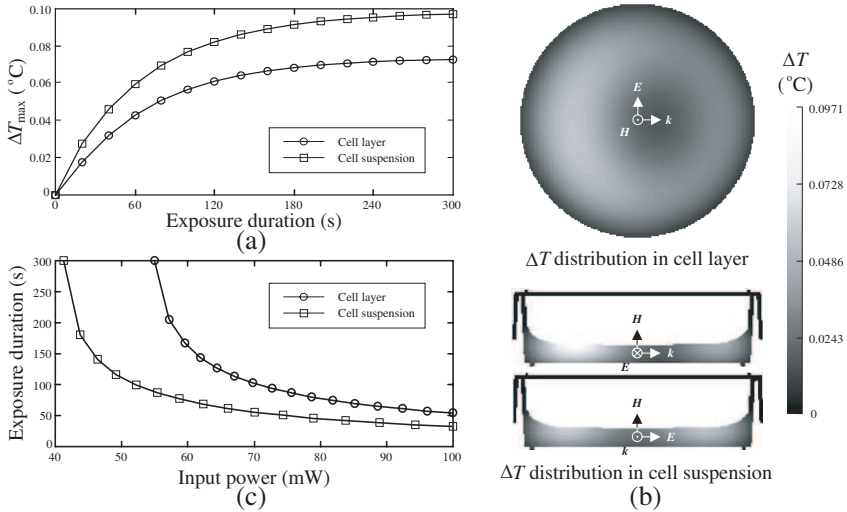 0.10
0.08
0.06
0.04
0.02
0
ΔTmax (°C)
Cell layer
Cell suspension
0 60 120 180 240 300
Exposure duration (s)
(a)
300
250
200
150
100
50
0
Exposure duration (s)
Cell layer
Cell suspension
40 50 60 70 80 90 100
Input power (mW)
(c)
E
H
k
ΔT distribution in cell layer
H
k
E
H
E
k
ΔT distribution in cell suspension
(b)
ΔT
(°C)
0.0971
0.0728
0.0486
0.0243
0